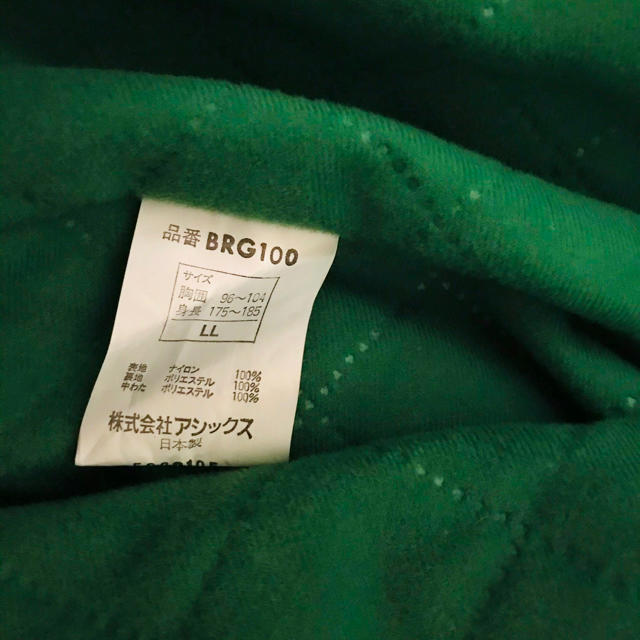 品番 BRG100
サイズ
胸囲 96〜104
身長 175〜185
LL
表地 ナイロン 100%
裏地 ポリエステル 100%
中わた ポリエステル 100%
株式会社アシックス
日本製